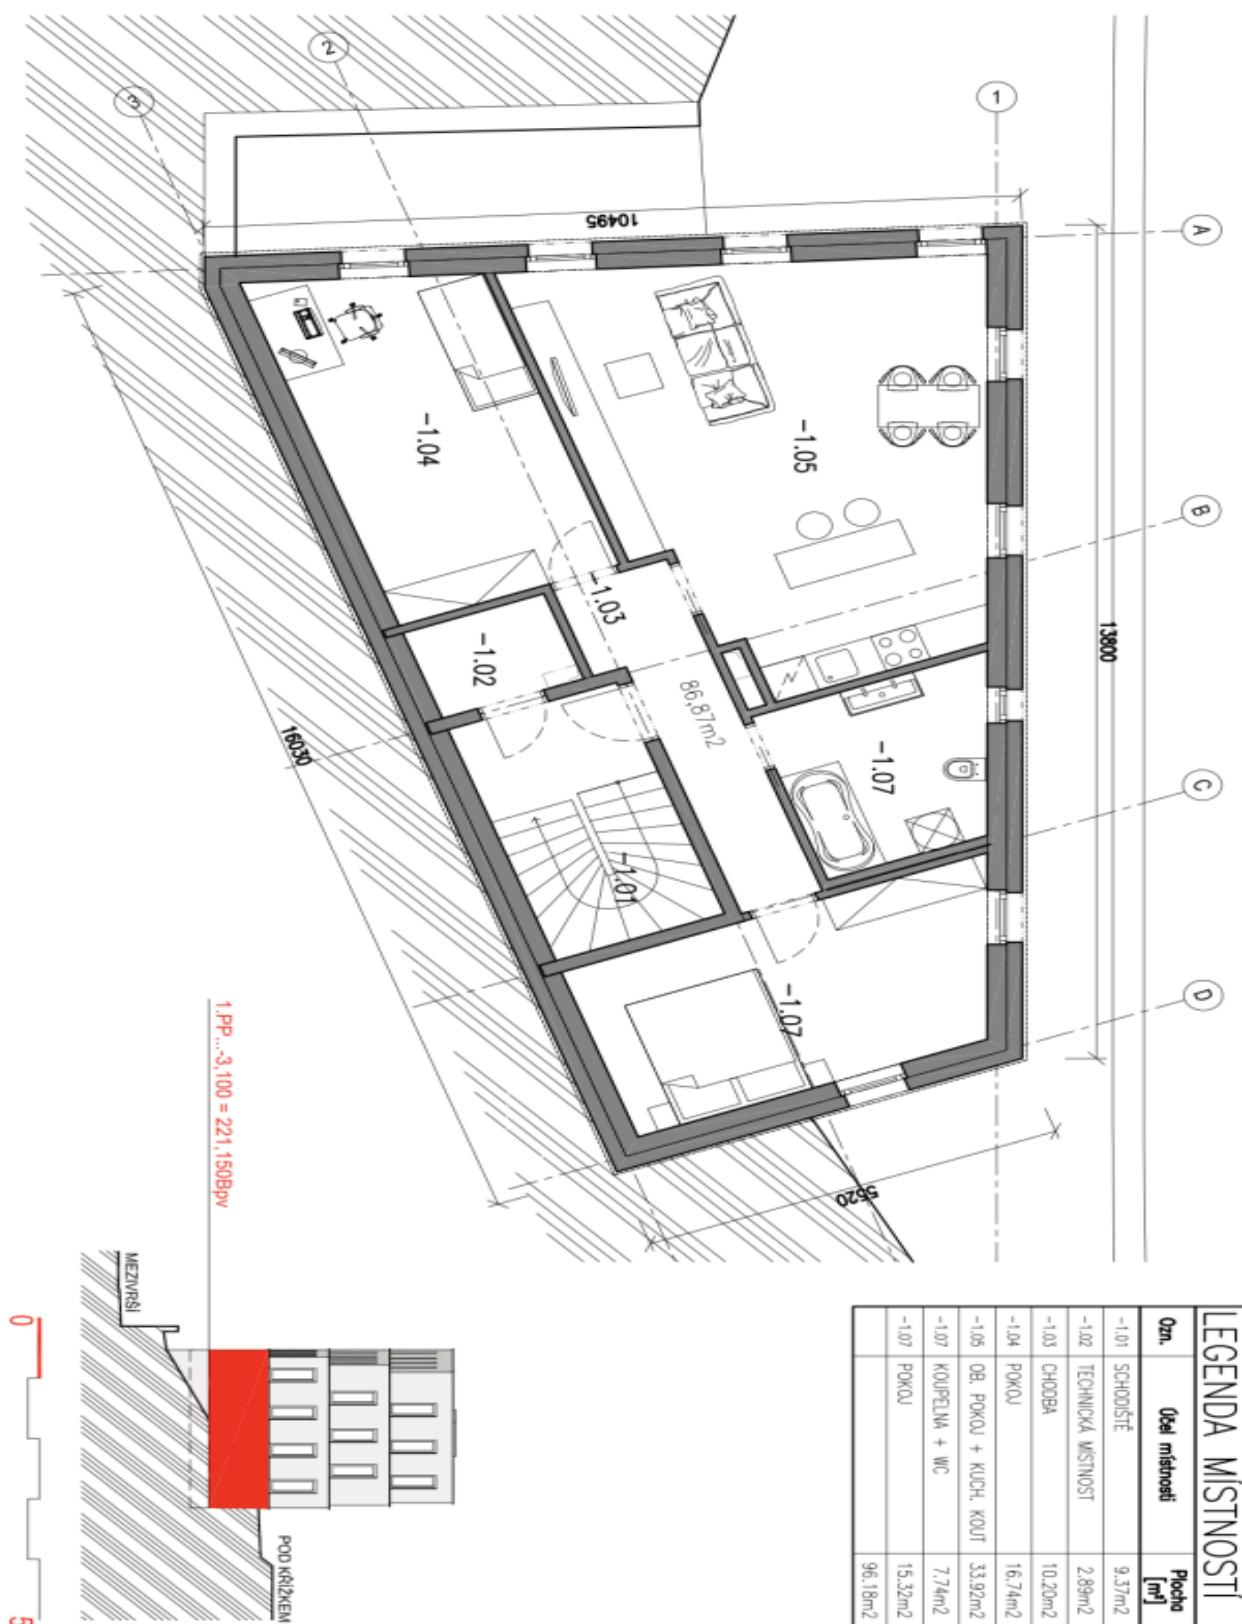 LEGENDA MÍSTNOSTÍ
Ozn. Účel místnosti Plocha [m²]
-1.01 SCHODIŠTĚ 9.37m2
-1.02 TECHNICKÁ MÍSTNOST 2.89m2
-1.03 CHODBA 10.20m2
-1.04 POKOJ 16.74m2
-1.05 OB. POKOJ + KUCH. KOUT 33.92m2
-1.07 KOUPELNA + WC 7.74m2
-1.07 POKOJ 15.32m2
96.18m2
A
B
C
D
1
2
3
13800
10495
16030
5520
-1.05
-1.04
-1.03
-1.02
86,87m2
-1.07
-1.01
-1.07
1.PP...-3,100 = 221,150Bpv
MEZIVRŠÍ
POD KŘÍŽKEM
0
5